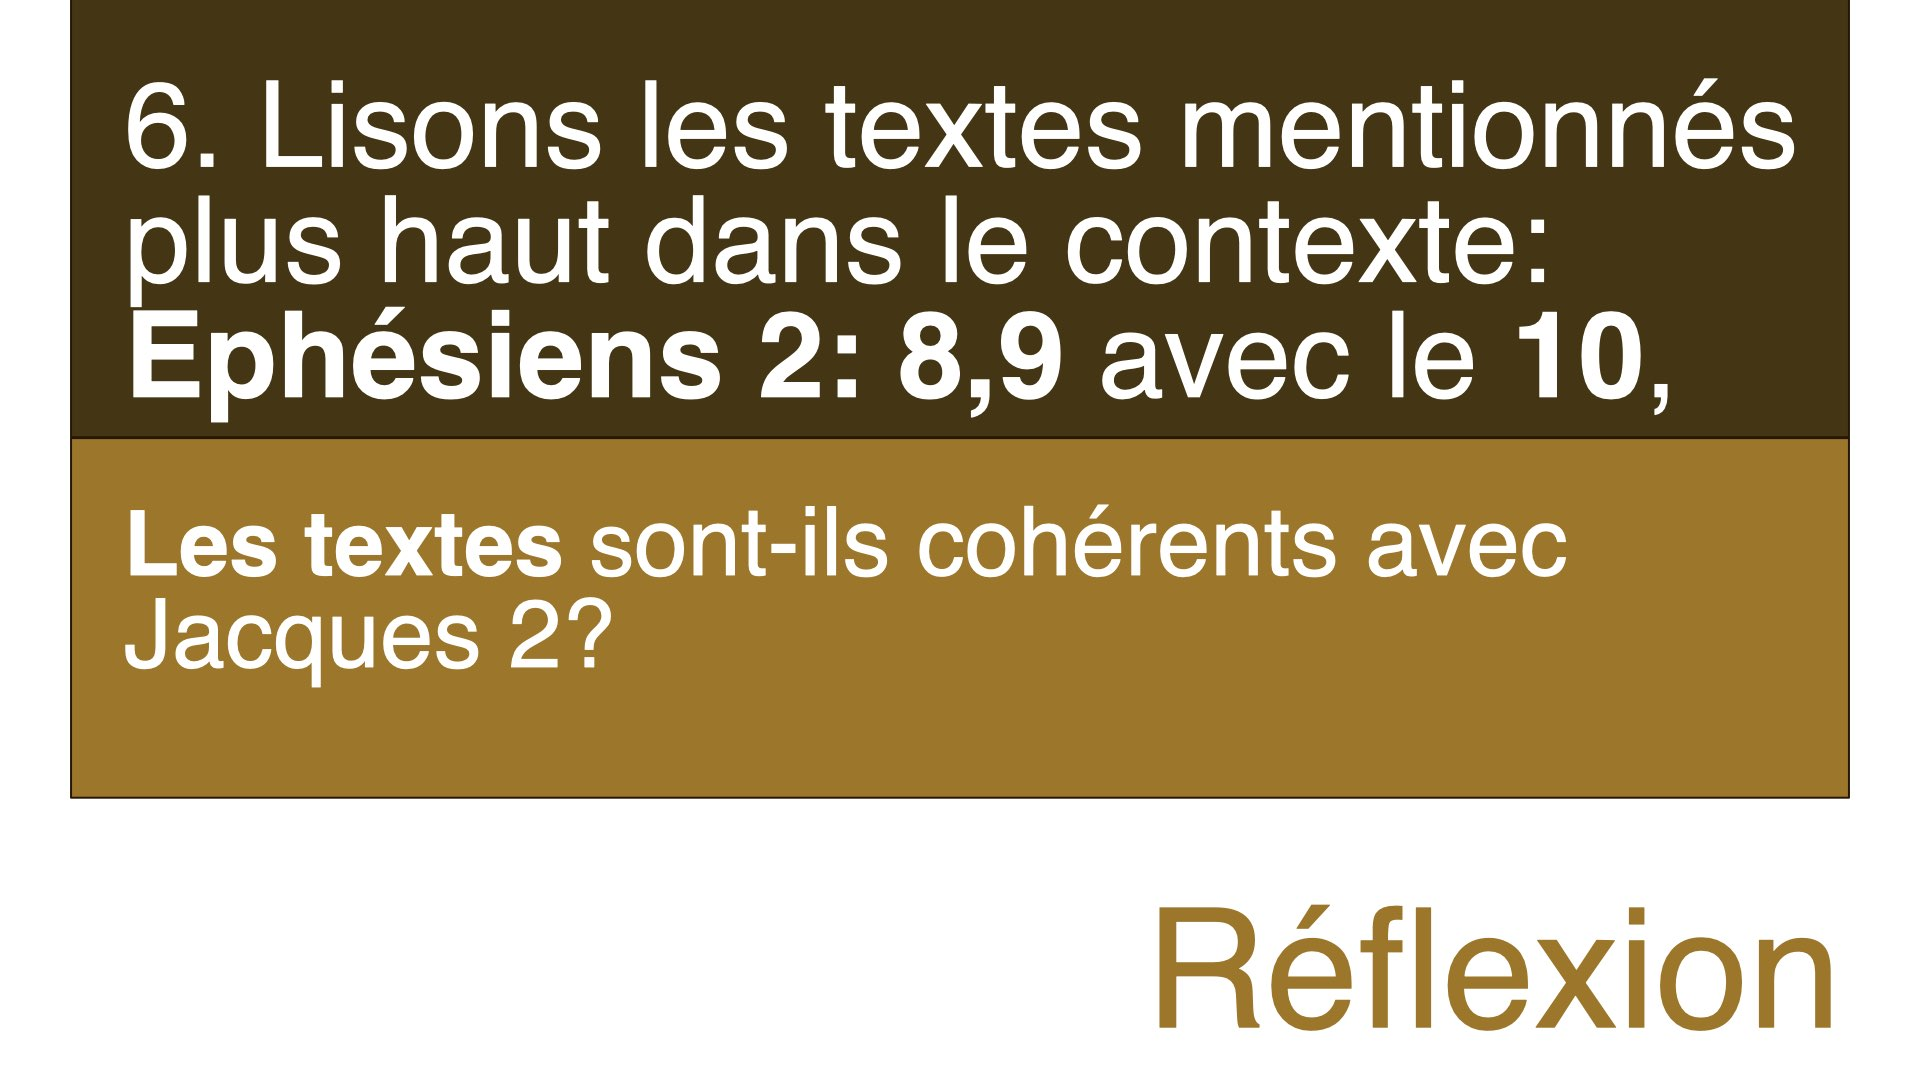 6. Lisons les textes mentionnés
plus haut dans le contexte:
Ephésiens 2: 8,9 avec le 10,
Les textes sont-ils cohérents avec
Jacques 2?
Réflexion